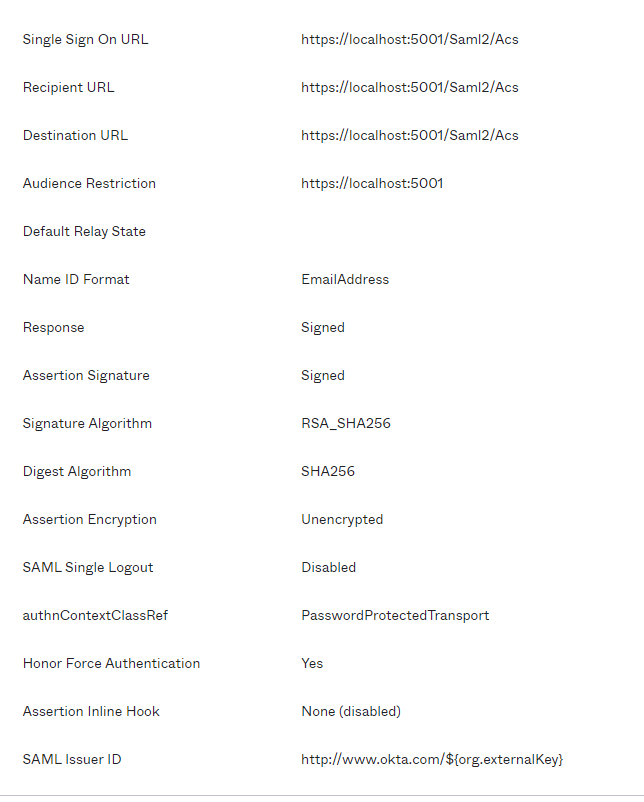 Single Sign On URL https://localhost:5001/Saml2/Acs
Recipient URL https://localhost:5001/Saml2/Acs
Destination URL https://localhost:5001/Saml2/Acs
Audience Restriction https://localhost:5001
Default Relay State
Name ID Format EmailAddress
Response Signed
Assertion Signature Signed
Signature Algorithm RSA_SHA256
Digest Algorithm SHA256
Assertion Encryption Unencrypted
SAML Single Logout Disabled
authnContextClassRef PasswordProtectedTransport
Honor Force Authentication Yes
Assertion Inline Hook None (disabled)
SAML Issuer ID http://www.okta.com/${org.externalKey}